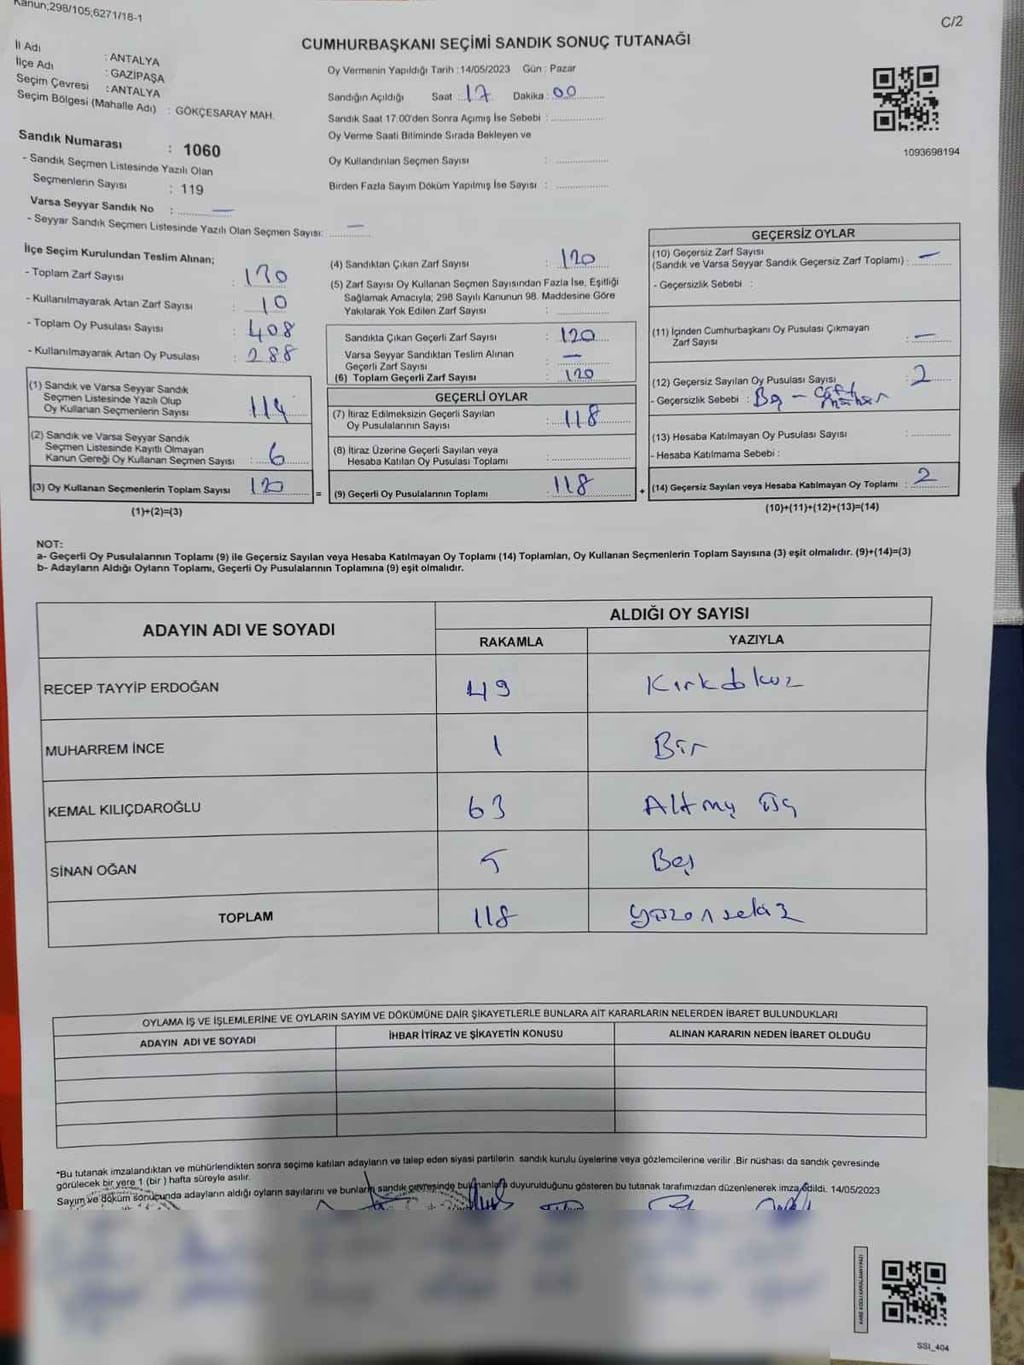 Kanun;298/105;6271/18-1
C/2
CUMHURBAŞKANI SEÇİMİ SANDIK SONUÇ TUTANAĞI
İl Adı : ANTALYA
İlçe Adı : GAZİPAŞA
Seçim Çevresi : ANTALYA
Seçim Bölgesi (Mahalle Adı) : GÖKÇESARAY MAH.
Oy Vermenin Yapıldığı Tarih : 14/05/2023 Gün : Pazar
Sandığın Açıldığı Saat : 17 Dakika : 00
Sandık Saat 17.00'den Sonra Açımış İse Sebebi :
Oy Verme Saati Bitiminde Sırada Bekleyen ve
Oy Kullandırılan Seçmen Sayısı :
Birden Fazla Sayım Döküm Yapılmış İse Sayısı :
1093698194
Sandık Numarası : 1060
- Sandık Seçmen Listesinde Yazılı Olan
Seçmenlerin Sayısı : 119
Varsa Seyyar Sandık No : —
- Seyyar Sandık Seçmen Listesinde Yazılı Olan Seçmen Sayısı: —
İlçe Seçim Kurulundan Teslim Alınan;
- Toplam Zarf Sayısı : 130
- Kullanılmayarak Artan Zarf Sayısı : 10
- Toplam Oy Pusulası Sayısı : 408
- Kullanılmayarak Artan Oy Pusulası : 288
(1) Sandık ve Varsa Seyyar Sandık
Seçmen Listesinde Yazılı Olup
Oy Kullanan Seçmenlerin Sayısı : 114
(2) Sandık ve Varsa Seyyar Sandık
Seçmen Listesinde Kayıtlı Olmayan
Kanun Gereği Oy Kullanan Seçmen Sayısı : 6
(3) Oy Kullanan Seçmenlerin Toplam Sayısı : 120
(1)+(2)=(3)
=
(4) Sandıktan Çıkan Zarf Sayısı : 120
(5) Zarf Sayısı Oy Kullanan Seçmen Sayısından Fazla İse, Eşitliği
Sağlamak Amacıyla; 298 Sayılı Kanunun 98. Maddesine Göre
Yakılarak Yok Edilen Zarf Sayısı :
Sandıkta Çıkan Geçerli Zarf Sayısı : 120
Varsa Seyyar Sandıktan Teslim Alınan
Geçerli Zarf Sayısı : —
(6) Toplam Geçerli Zarf Sayısı : 120
GEÇERLİ OYLAR
(7) İtiraz Edilmeksizin Geçerli Sayılan
Oy Pusulalarının Sayısı : 118
(8) İtiraz Üzerine Geçerli Sayılan veya
Hesaba Katılan Oy Pusulası Toplamı :
(9) Geçerli Oy Pusulalarının Toplamı : 118
+
GEÇERSİZ OYLAR
(10) Geçersiz Zarf Sayısı
(Sandık ve Varsa Seyyar Sandık Geçersiz Zarf Toplamı) : —
- Geçersizlik Sebebi :
(11) İçinden Cumhurbaşkanı Oy Pusulası Çıkmayan
Zarf Sayısı : —
(12) Geçersiz Sayılan Oy Pusulası Sayısı : 2
- Geçersizlik Sebebi : Boş - Çift
mühür
(13) Hesaba Katılmayan Oy Pusulası Sayısı :
- Hesaba Katılmama Sebebi :
(14) Geçersiz Sayılan veya Hesaba Katılmayan Oy Toplamı : 2
(10)+(11)+(12)+(13)=(14)
NOT:
a- Geçerli Oy Pusulalarının Toplamı (9) ile Geçersiz Sayılan veya Hesaba Katılmayan Oy Toplamı (14) Toplamları, Oy Kullanan Seçmenlerin Toplam Sayısına (3) eşit olmalıdır. (9)+(14)=(3)
b- Adayların Aldığı Oyların Toplamı, Geçerli Oy Pusulalarının Toplamına (9) eşit olmalıdır.
ADAYIN ADI VE SOYADI
ALDIĞI OY SAYISI
RAKAMLA YAZIYLA
RECEP TAYYİP ERDOĞAN 49 Kırkdokuz
MUHARREM İNCE 1 Bir
KEMAL KILIÇDAROĞLU 63 Altmış Üç
SİNAN OĞAN 5 Beş
TOPLAM 118 yüzonsekiz
OYLAMA İŞ VE İŞLEMLERİNE VE OYLARIN SAYIM VE DÖKÜMÜNE DAİR ŞİKAYETLERLE BUNLARA AİT KARARLARIN NELERDEN İBARET BULUNDUKLARI
ADAYIN ADI VE SOYADI İHBAR İTİRAZ VE ŞİKAYETİN KONUSU ALINAN KARARIN NEDEN İBARET OLDUĞU
*Bu tutanak imzalandıktan ve mühürlendikten sonra seçime katılan adayların ve talep eden siyasi partilerin, sandık kurulu üyelerine veya gözlemcilerine verilir .Bir nüshası da sandık çevresinde
görülecek bir yere 1 (bir ) hafta süreyle asılır.
Sayım ve döküm sonucunda adayların aldığı oyların sayılarını ve bunların sandık çevresinde bulunanlara duyurulduğunu gösteren bu tutanak tarafımızdan düzenlenerek imza edildi. 14/05/2023
SSI_404